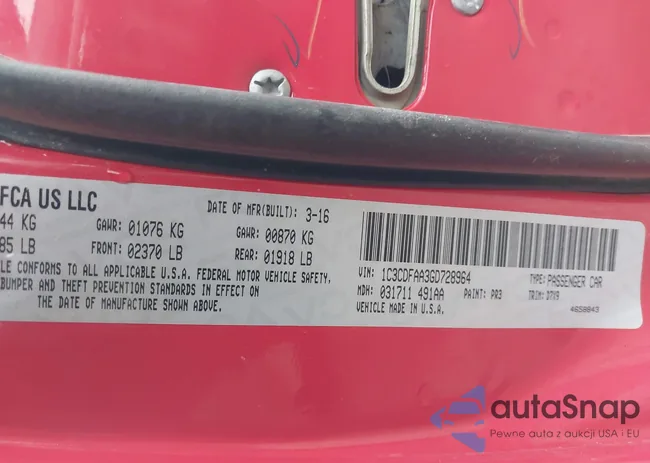 FCA US LLC
DATE OF MFR(BUILT): 3-16
44 KG GAWR: 01076 KG GAWR: 00870 KG
85 LB FRONT: 02370 LB REAR: 01918 LB
LE CONFORMS TO ALL APPLICABLE U.S.A. FEDERAL MOTOR VEHICLE SAFETY,
BUMPER AND THEFT PREVENTION STANDARDS IN EFFECT ON
THE DATE OF MANUFACTURE SHOWN ABOVE.
VIN: 1C3CDFAA3GD728964 TYPE: PASSENGER CAR
MDH: 031711 491AA PAINT: PR3 TRIM: D7X9
VEHICLE MADE IN U.S.A. 4658843
autaSnap
Pewne auta z aukcji USA i EU